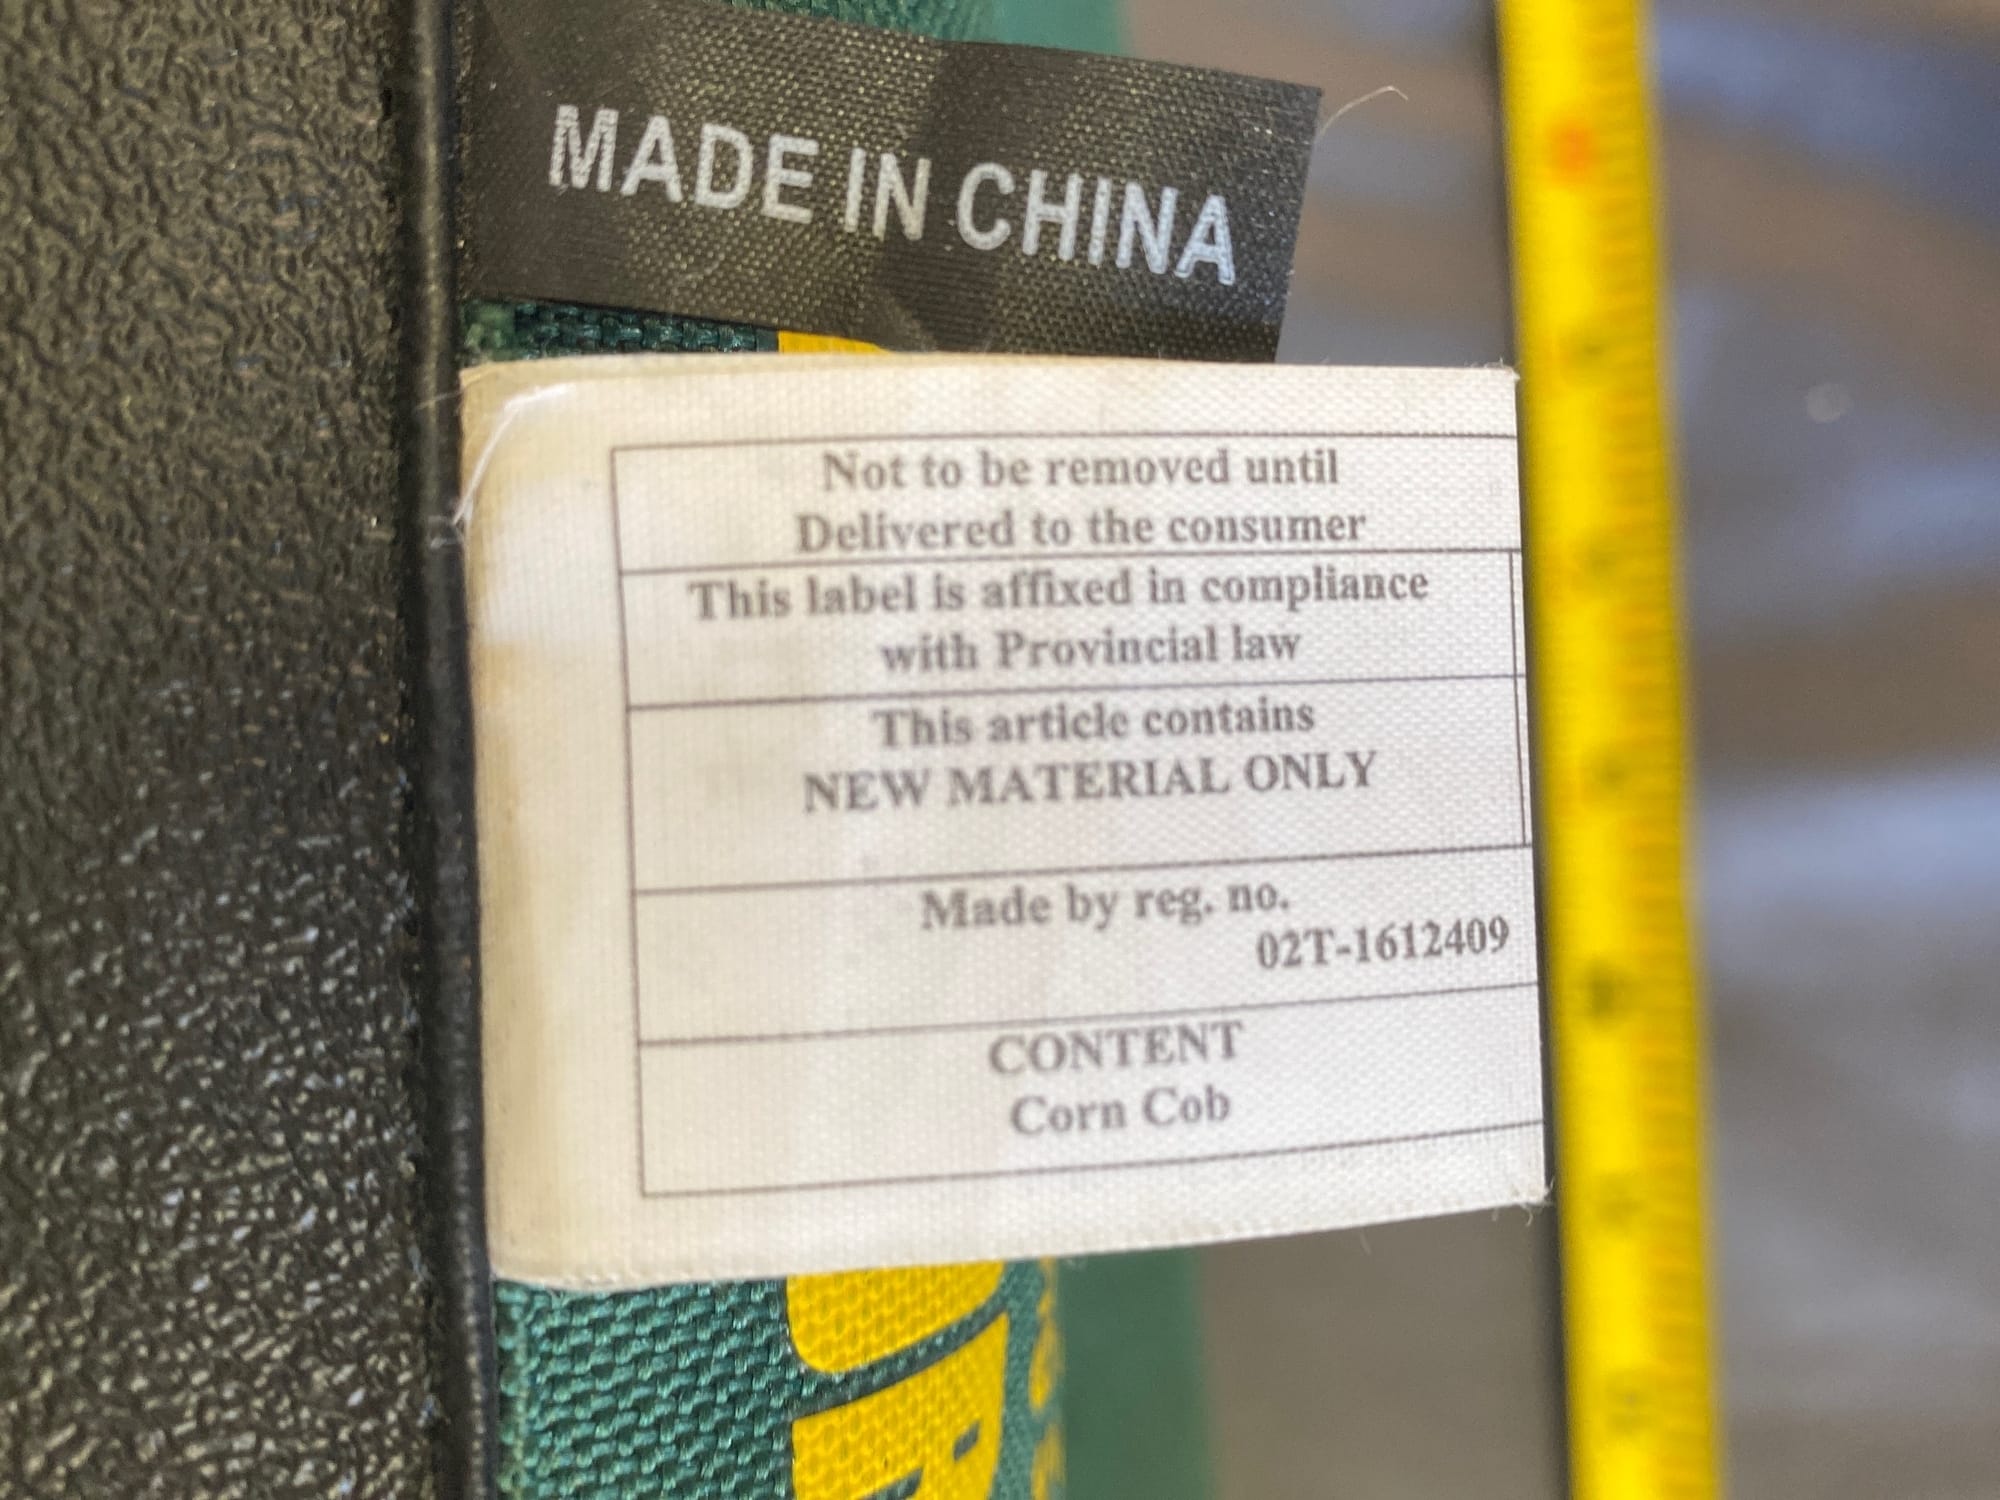 MADE IN CHINA
Not to be removed until
Delivered to the consumer
This label is affixed in compliance
with Provincial law
This article contains
NEW MATERIAL ONLY
Made by reg. no.
02T-1612409
CONTENT
Corn Cob